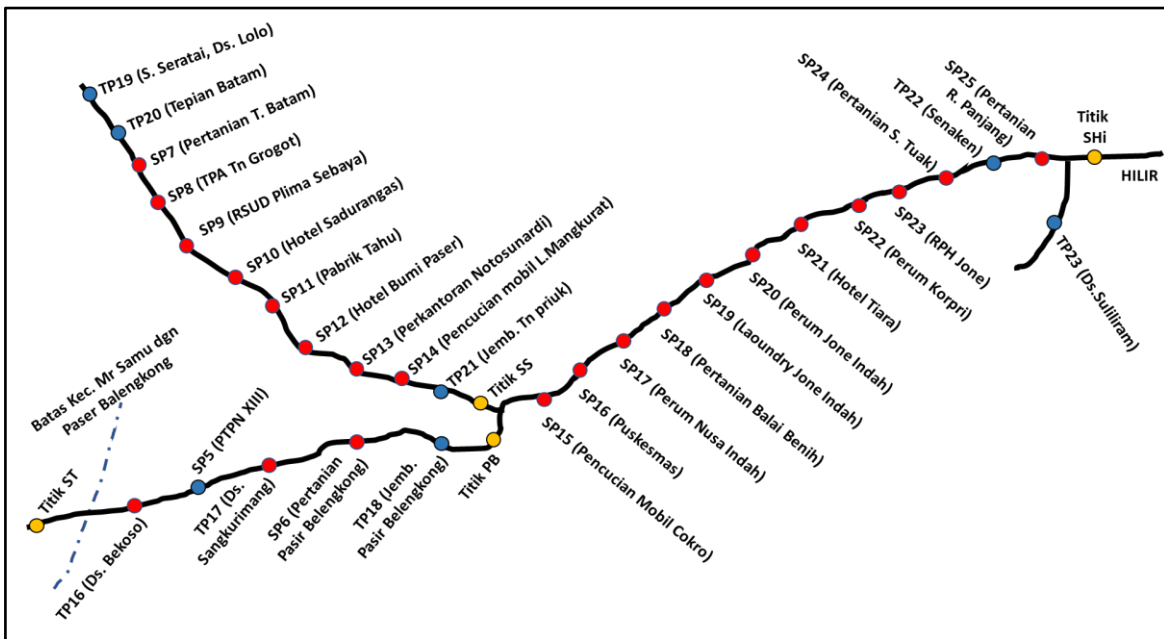 TP19 (S. Seratai, Ds. Lolo)
TP20 (Tepian Batam)
SP7 (Pertanian T. Batam)
SP8 (TPA Tn Grogot)
SP9 (RSUD Plima Sebaya)
SP10 (Hotel Sadurangas)
SP11 (Pabrik Tahu)
SP12 (Hotel Bumi Paser)
SP13 (Perkantoran Notosunardi)
SP14 (Pencucian mobil L.Mangkurat)
TP21 (Jemb. Tn priuk)
Titik SS
Batas Kec. Mr Samu dgn
Paser Balengkong
Titik ST
TP16 (Ds. Bekoso)
SP5 (PTPN XIII)
TP17 (Ds.
Sangkurimang)
SP6 (Pertanian
Pasir Belengkong)
TP18 (Jemb.
Pasir Belengkong)
Titik PB
SP15 (Pencucian Mobil Cokro)
SP16 (Puskesmas)
SP17 (Perum Nusa Indah)
SP18 (Pertanian Balai Benih)
SP19 (Laoundry Jone Indah)
SP20 (Perum Jone Indah)
SP21 (Hotel Tiara)
SP22 (Perum Korpri)
SP23 (RPH Jone)
SP24 (Pertanian S. Tuak)
TP22 (Senaken)
SP25 (Pertanian
R. Panjang)
Titik
SHi
HILIR
TP23 (Ds.Suliliram)